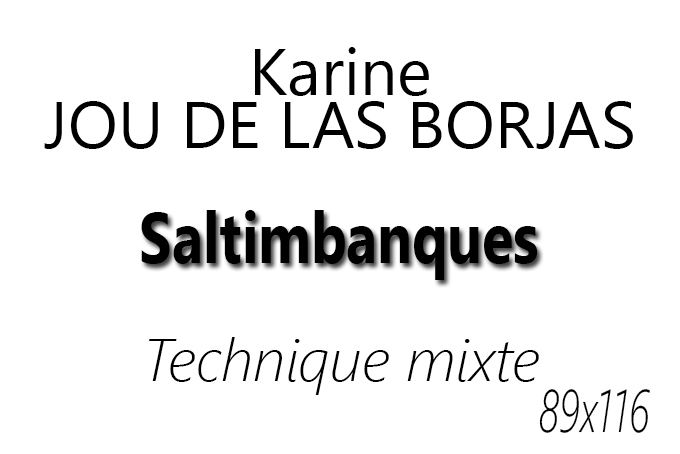 Karine
JOU DE LAS BORJAS
Saltimbanques
Technique mixte
89x116